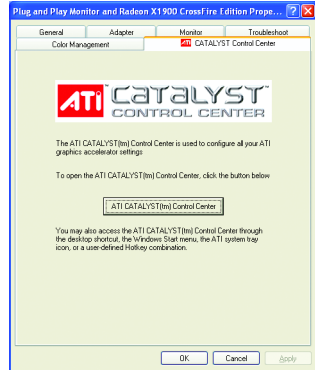 Plug and Play Monitor and Radeon X1900 CrossFire Edition Prope...
General Adapter Monitor Troubleshoot
Color Management ATI CATALYST Control Center
ATI CATALYST™
CONTROL CENTER
The ATI CATALYST(tm) Control Center is used to configure all your ATI
graphics accelerator settings
To open the ATI CATALYST(tm) Control Center, click the button below
ATI CATALYST(tm) Control Center
You may also access the ATI CATALYST(tm) Control Center through
the desktop shortcut, the Windows Start menu, the ATI system tray
icon, or a user-defined Hotkey combination.
OK Cancel Apply